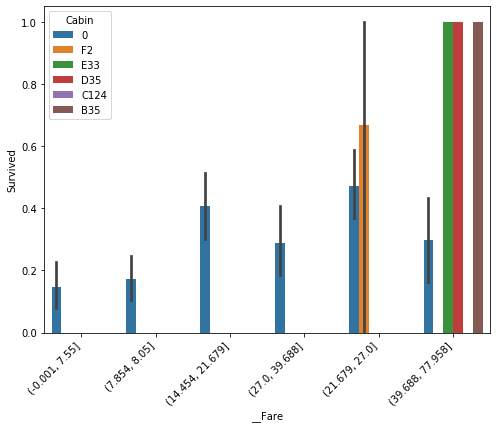 Cabin
0
F2
E33
D35
C124
B35
1.0
0.8
0.6
0.4
0.2
0.0
Survived
(-0.001, 7.55]
(7.854, 8.05]
(14.454, 21.679]
(27.0, 39.688]
(21.679, 27.0]
(39.688, 77.958]
__Fare